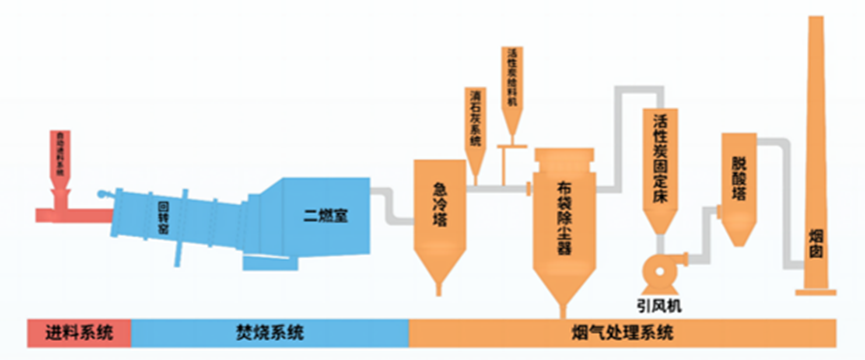 自动进料系统
回转窑
二燃室
急冷塔
消石灰系统
活性炭给料机
布袋除尘器
活性炭固定床
引风机
脱酸塔
烟囱
进料系统
焚烧系统
烟气处理系统